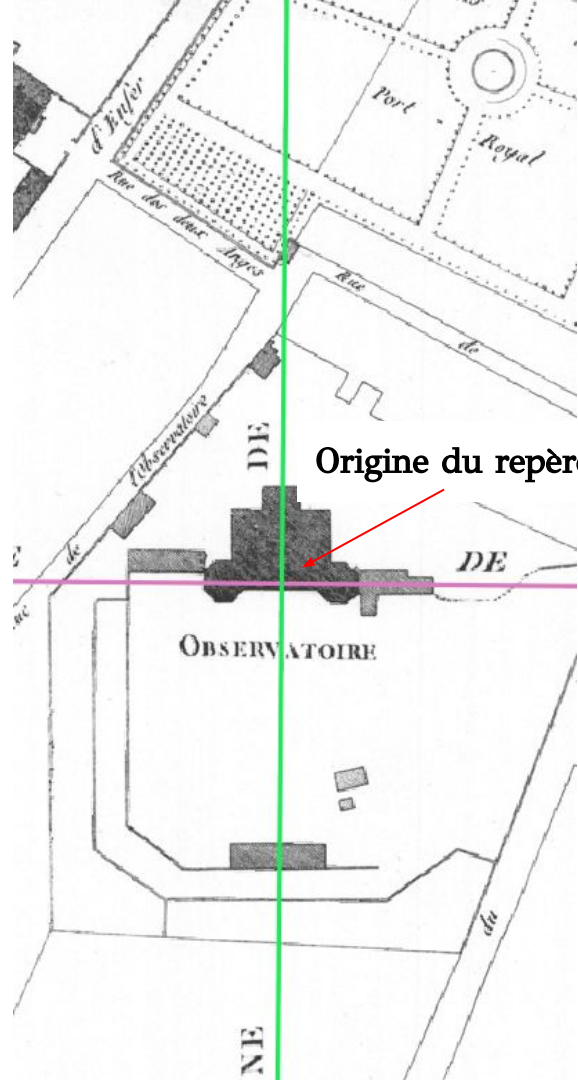 Port
Royal
d'Enfer
Rue des deux Anges
Rue
de
l'Observatoire
DE
Origine du repère
de
DE
OBSERVATOIRE
du
NE